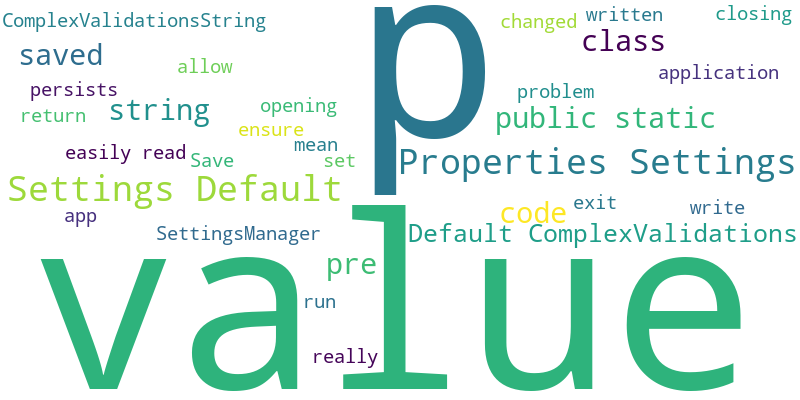 ComplexValidationsString
p
changed
written
closing
saved
class
allow
application
persists
problem
return
string
opening
public static
ensure
easily read
mean
Save
set
Properties Settings
Settings Default
app
code
exit
write
SettingsManager
Default ComplexValidations
pre
value
run
really